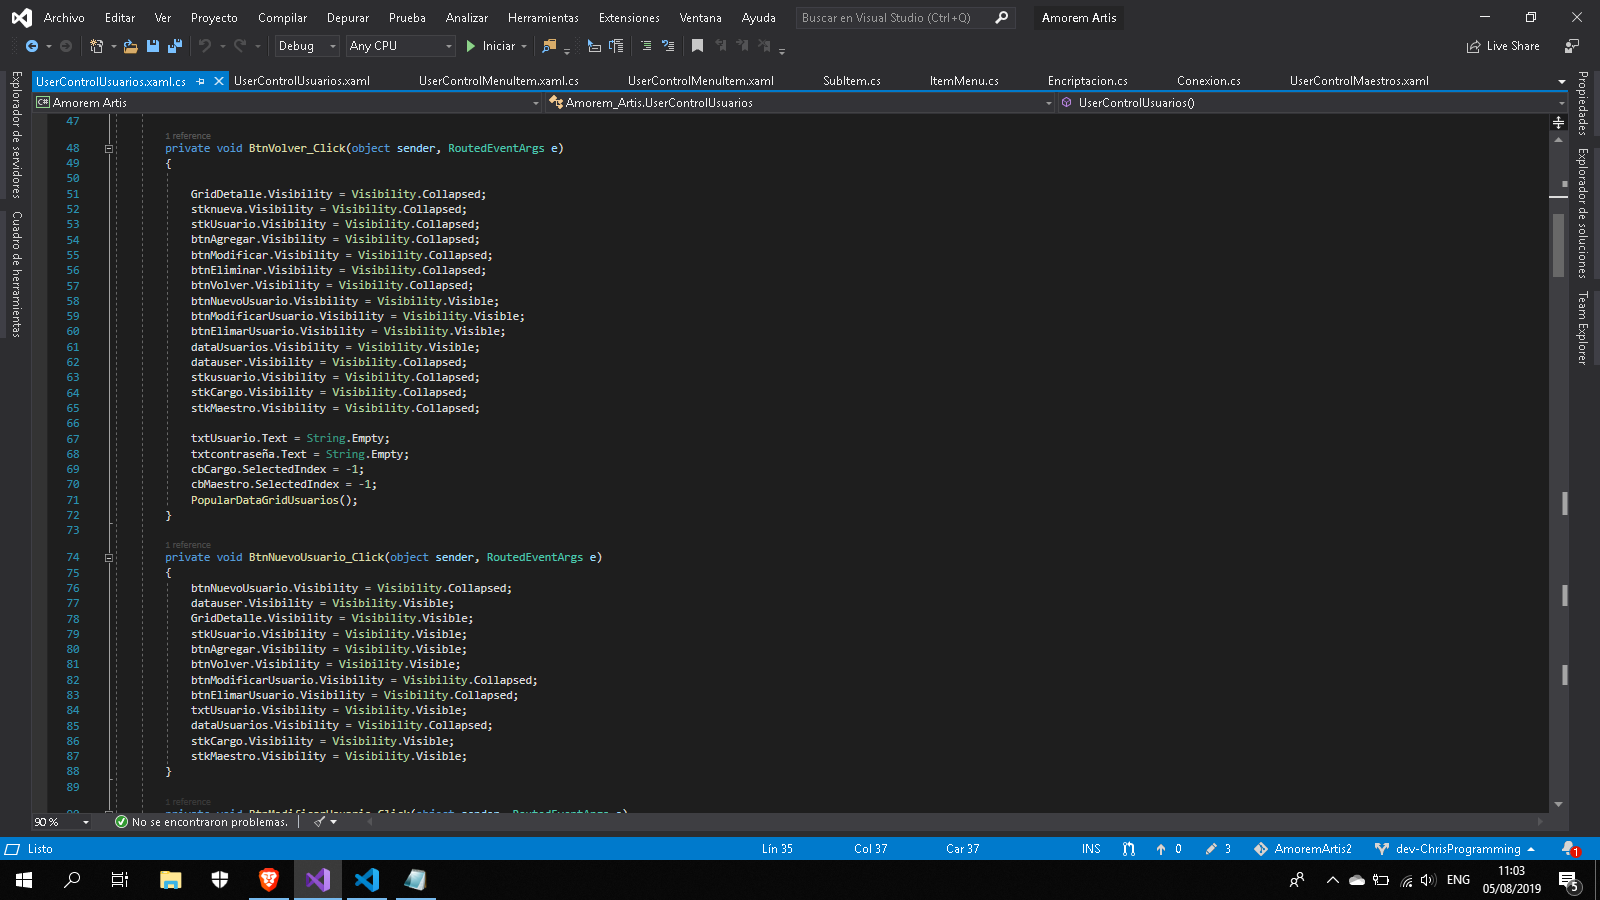 Archivo Editar Ver Proyecto Compilar Depurar Prueba Analizar Herramientas Extensiones Ventana Ayuda Buscar en Visual Studio (Ctrl+Q) Amorem Artis
Debug Any CPU Iniciar Live Share
UserControlUsuarios.xaml.cs UserControlUsuarios.xaml UserControlMenuItem.xaml.cs UserControlMenuItem.xaml SubItem.cs ItemMenu.cs Encriptacion.cs Conexion.cs UserControlMaestros.xaml
C# Amorem Artis Amorem_Artis.UserControlUsuarios UserControlUsuarios()
Explorador de servidores
Cuadro de herramientas
47
1 reference
48 private void BtnVolver_Click(object sender, RoutedEventArgs e)
49 {
50
51 GridDetalle.Visibility = Visibility.Collapsed;
52 stknueva.Visibility = Visibility.Collapsed;
53 stkUsuario.Visibility = Visibility.Collapsed;
54 btnAgregar.Visibility = Visibility.Collapsed;
55 btnModificar.Visibility = Visibility.Collapsed;
56 btnEliminar.Visibility = Visibility.Collapsed;
57 btnVolver.Visibility = Visibility.Collapsed;
58 btnNuevoUsuario.Visibility = Visibility.Visible;
59 btnModificarUsuario.Visibility = Visibility.Visible;
60 btnElimarUsuario.Visibility = Visibility.Visible;
61 dataUsuarios.Visibility = Visibility.Visible;
62 datauser.Visibility = Visibility.Collapsed;
63 stkusuario.Visibility = Visibility.Collapsed;
64 stkCargo.Visibility = Visibility.Collapsed;
65 stkMaestro.Visibility = Visibility.Collapsed;
66
67 txtUsuario.Text = String.Empty;
68 txtcontraseña.Text = String.Empty;
69 cbCargo.SelectedIndex = -1;
70 cbMaestro.SelectedIndex = -1;
71 PopularDataGridUsuarios();
72 }
73
1 reference
74 private void BtnNuevoUsuario_Click(object sender, RoutedEventArgs e)
75 {
76 btnNuevoUsuario.Visibility = Visibility.Collapsed;
77 datauser.Visibility = Visibility.Visible;
78 GridDetalle.Visibility = Visibility.Visible;
79 stkUsuario.Visibility = Visibility.Visible;
80 btnAgregar.Visibility = Visibility.Visible;
81 btnVolver.Visibility = Visibility.Visible;
82 btnModificarUsuario.Visibility = Visibility.Collapsed;
83 btnElimarUsuario.Visibility = Visibility.Collapsed;
84 txtUsuario.Visibility = Visibility.Visible;
85 dataUsuarios.Visibility = Visibility.Collapsed;
86 stkCargo.Visibility = Visibility.Visible;
87 stkMaestro.Visibility = Visibility.Visible;
88 }
89
1 reference
90 private void BtnModificarUsuario_Click(object sender, RoutedEventArgs e)
Propiedades
Explorador de soluciones
Team Explorer
90 % No se encontraron problemas.
Listo Lín 35 Col 37 Car 37 INS 0 3 AmoremArtis2 dev-ChrisProgramming 1
ENG 11:03
05/08/2019 5